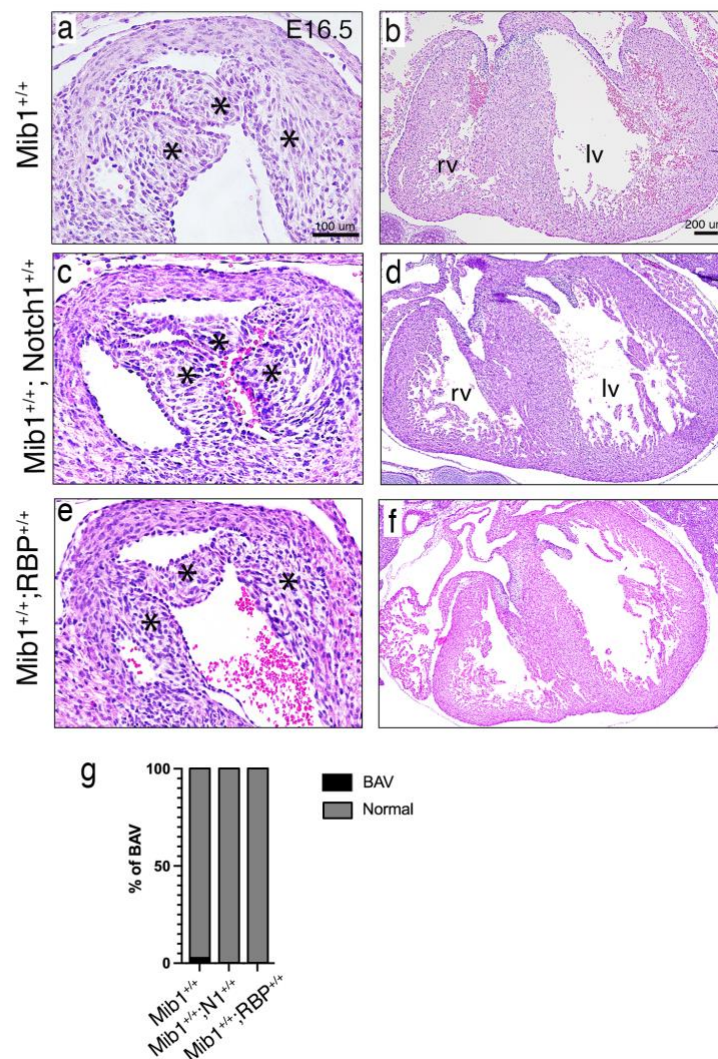 a
E16.5
*
*
*
100 um
Mib1+/+
b
rv
lv
200 um
c
*
*
*
Mib1+/+; Notch1+/+
d
rv
lv
e
*
*
*
Mib1+/+;RBP+/+
f
g
% of BAV
100
50
0
Mib1+/+
Mib1+/+;N1+/+
Mib1+/+;RBP+/+
BAV
Normal